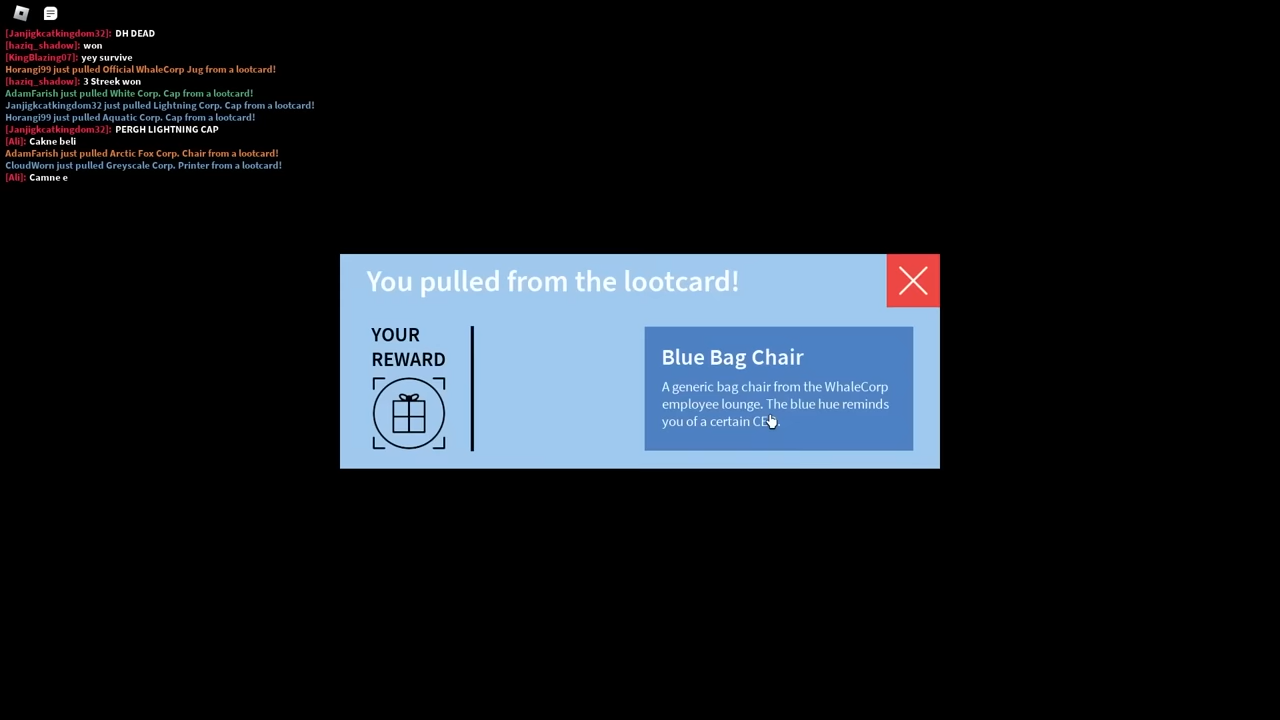 [Janjigkcatkingdom32]: DH DEAD
[haziq_shadow]: won
[KingBlazing07]: yey survive
Horangi99 just pulled Official WhaleCorp Jug from a lootcard!
[haziq_shadow]: 3 Streek won
AdamFarish just pulled White Corp. Cap from a lootcard!
Janjigkcatkingdom32 just pulled Lightning Corp. Cap from a lootcard!
Horangi99 just pulled Aquatic Corp. Cap from a lootcard!
[Janjigkcatkingdom32]: PERGH LIGHTNING CAP
[Ali]: Cakne beli
AdamFarish just pulled Arctic Fox Corp. Chair from a lootcard!
CloudWorn just pulled Greyscale Corp. Printer from a lootcard!
[Ali]: Camne e
You pulled from the lootcard!
YOUR
REWARD
Blue Bag Chair
A generic bag chair from the WhaleCorp
employee lounge. The blue hue reminds
you of a certain CEO.